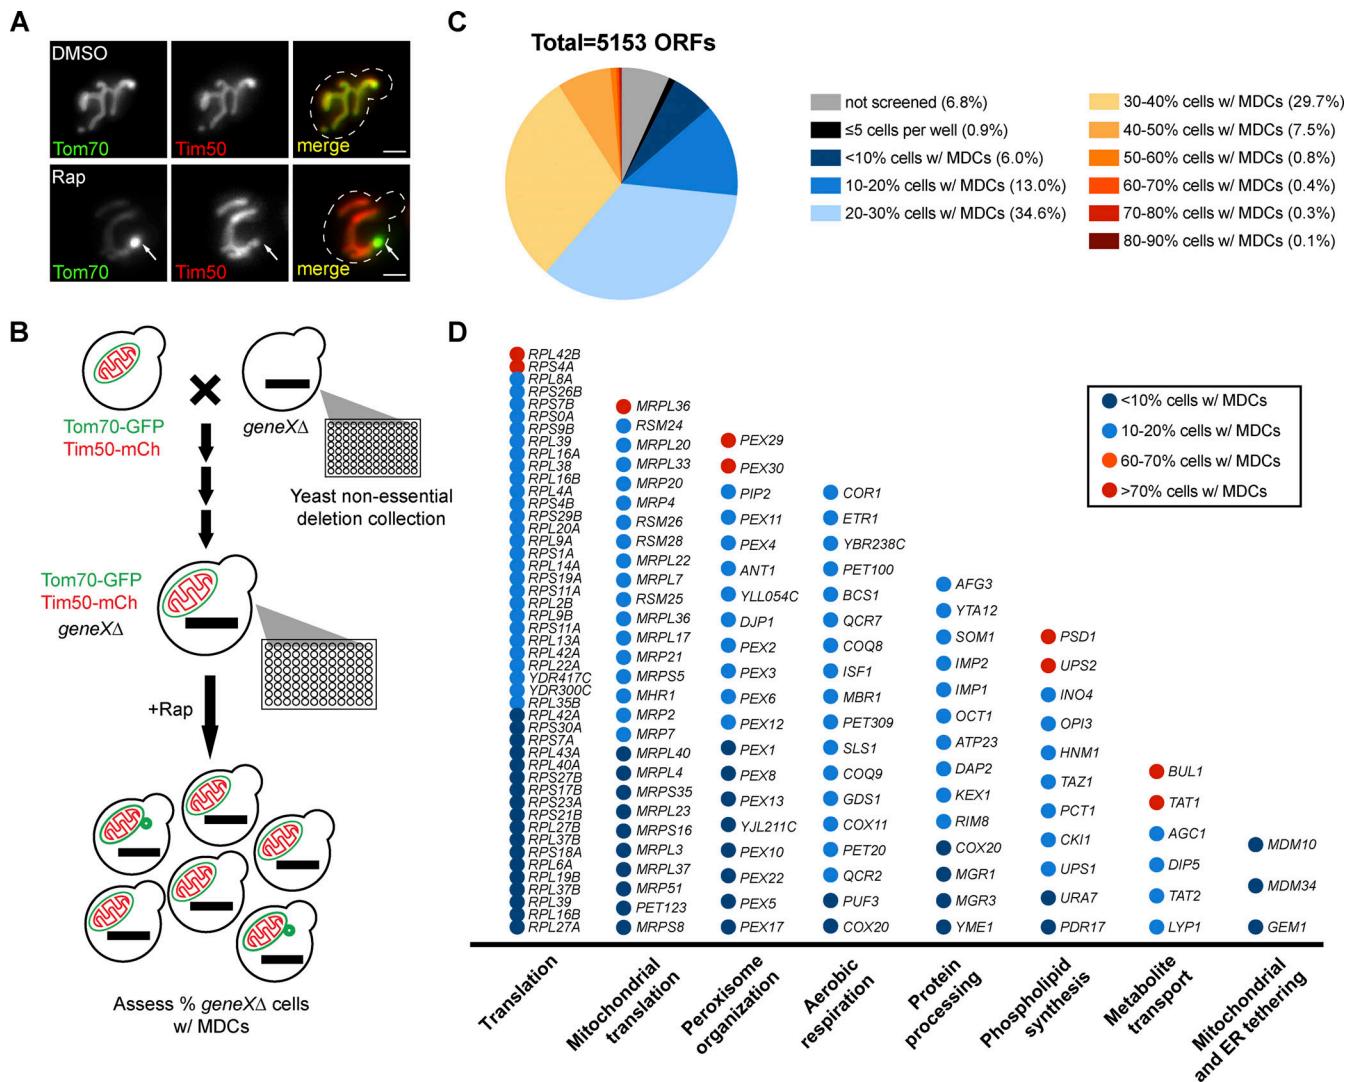 A
DMSO
Tom70
Tim50
merge
Rap
Tom70
Tim50
merge
B
Tom70-GFP
Tim50-mCh
geneXΔ
Yeast non-essential
deletion collection
Tom70-GFP
Tim50-mCh
geneXΔ
+Rap
Assess % geneXΔ cells
w/ MDCs
C
Total=5153 ORFs
not screened (6.8%)
≤5 cells per well (0.9%)
<10% cells w/ MDCs (6.0%)
10-20% cells w/ MDCs (13.0%)
20-30% cells w/ MDCs (34.6%)
30-40% cells w/ MDCs (29.7%)
40-50% cells w/ MDCs (7.5%)
50-60% cells w/ MDCs (0.8%)
60-70% cells w/ MDCs (0.4%)
70-80% cells w/ MDCs (0.3%)
80-90% cells w/ MDCs (0.1%)
D
<10% cells w/ MDCs
10-20% cells w/ MDCs
60-70% cells w/ MDCs
>70% cells w/ MDCs
RPL42B
RPS4A
RPL8A
RPS26B
RPS7B
RPS0A
RPS9B
RPL39
RPL16A
RPL38
RPL16B
RPL4A
RPS4B
RPS29B
RPL20A
RPL9A
RPS1A
RPL14A
RPS19A
RPS11A
RPL2B
RPL9B
RPS11A
RPL13A
RPL42A
RPL22A
YDR417C
YDR300C
RPL35B
RPL42A
RPS30A
RPS7A
RPL43A
RPL40A
RPS27B
RPS17B
RPS23A
RPS21B
RPL27B
RPL37B
RPS18A
RPL6A
RPL19B
RPL37B
RPL39
RPL16B
RPL27A
Translation
MRPL36
RSM24
MRPL20
MRPL33
MRP20
MRP4
RSM26
RSM28
MRPL22
MRPL7
RSM25
MRPL36
MRPL17
MRP21
MRPS5
MHR1
MRP2
MRP7
MRPL40
MRPL4
MRPS35
MRPL23
MRPS16
MRPL3
MRPL37
MRP51
PET123
MRPS8
Mitochondrial
translation
PEX29
PEX30
PIP2
PEX11
PEX4
ANT1
YLL054C
DJP1
PEX2
PEX3
PEX6
PEX12
PEX1
PEX8
PEX13
YJL211C
PEX10
PEX22
PEX5
PEX17
Peroxisome
organization
COR1
ETR1
YBR238C
PET100
BCS1
QCR7
COQ8
ISF1
MBR1
PET309
SLS1
COQ9
GDS1
COX11
PET20
QCR2
PUF3
COX20
Aerobic
respiration
AFG3
YTA12
SOM1
IMP2
IMP1
OCT1
ATP23
DAP2
KEX1
RIM8
COX20
MGR1
MGR3
YME1
Protein
processing
PSD1
UPS2
INO4
OPI3
HNM1
TAZ1
PCT1
CKI1
UPS1
URA7
PDR17
Phospholipid
synthesis
BUL1
TAT1
AGC1
DIP5
TAT2
LYP1
Metabolite
transport
MDM10
MDM34
GEM1
Mitochondrial
and ER tethering